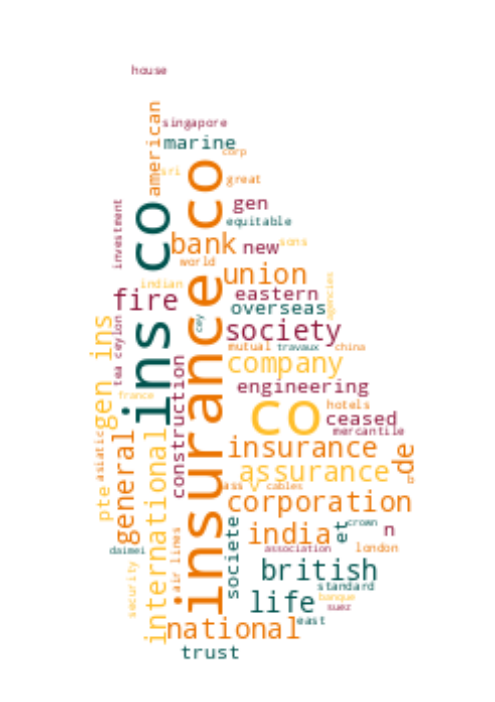 house
american
singapore
marine
corp
sri
great
investment
ins co
insurance co
gen
equitable
bank
new
sons
world
union
indian
agencies
fire
eastern
overseas
cey
society
gen ins
tea ceylon
mutual
travaux
china
construction
company
engineering
france
co
hotels
ceased
mercantile
asiatic
general
international
insurance
de
assurance
pte
ass
v
cables
corporation
societe
india
et
crown
n
air lines
daimei
association
london
british
security
standard
life
banque
suez
east
national
trust